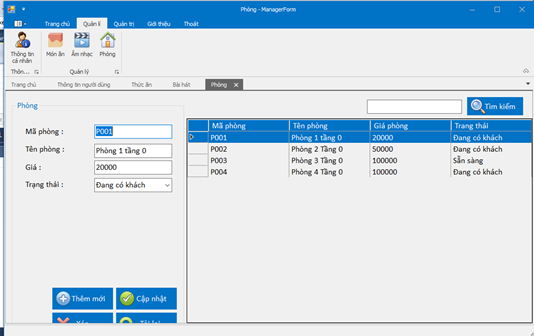 Phòng - ManagerForm
Trang chủ Quản lí Quản trị Giới thiệu Thoát
Thông tin cá nhân Món ăn Âm nhạc Phòng
Thôn... Quản lý
Trang chủ Thông tin người dùng Thức ăn Bài hát Phòng
Phòng
Tìm kiếm
Mã phòng : P001
Tên phòng : Phòng 1 tầng 0
Giá : 20000
Trạng thái : Đang có khách
Mã phòng Tên phòng Giá phòng Trang thái
P001 Phòng 1 tầng 0 20000 Đang có khách
P002 Phòng 2 Tầng 0 50000 Đang có khách
P003 Phòng 3 Tầng 0 100000 Sẵn sàng
P004 Phòng 4 Tầng 0 100000 Đang có khách
Thêm mới Cập nhật